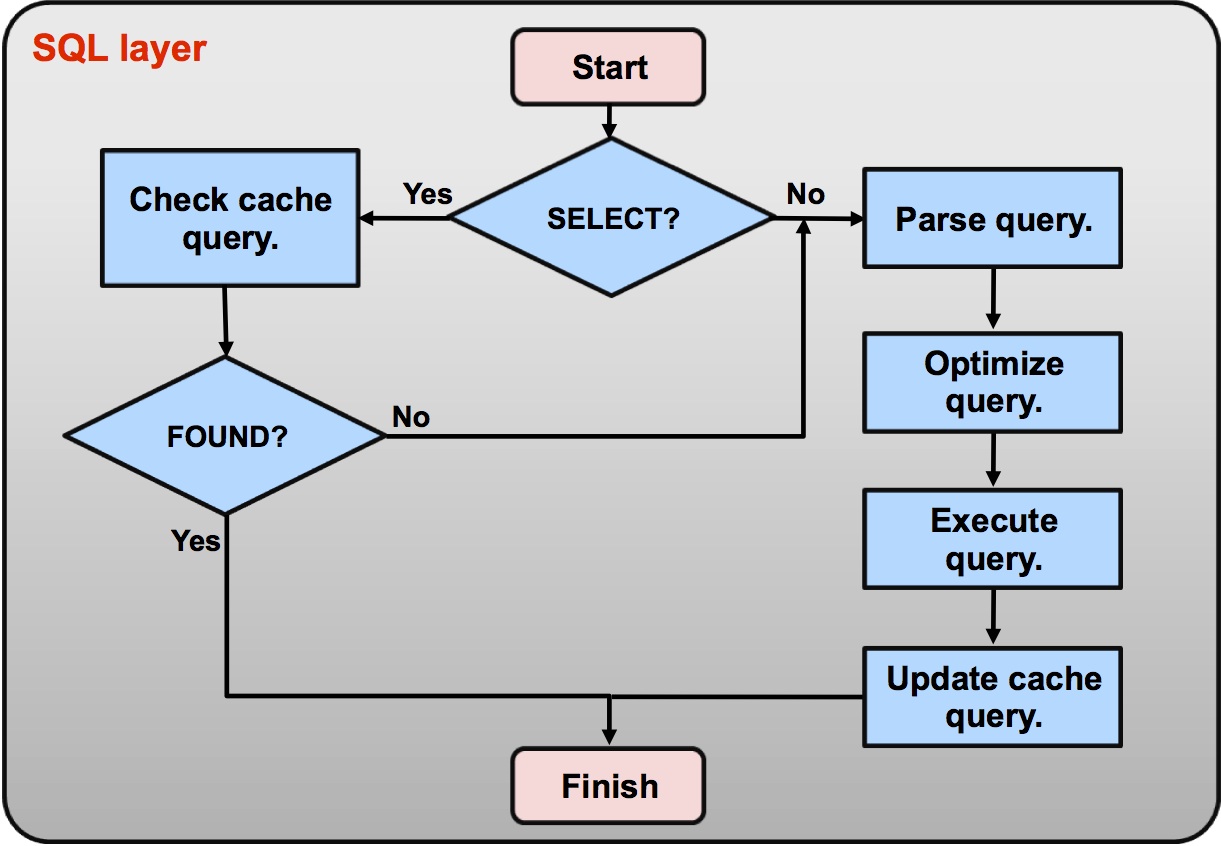 SQL layer
Start
Yes
SELECT?
No
Check cache
query.
Parse query.
FOUND?
No
Yes
Optimize
query.
Execute
query.
Update cache
query.
Finish